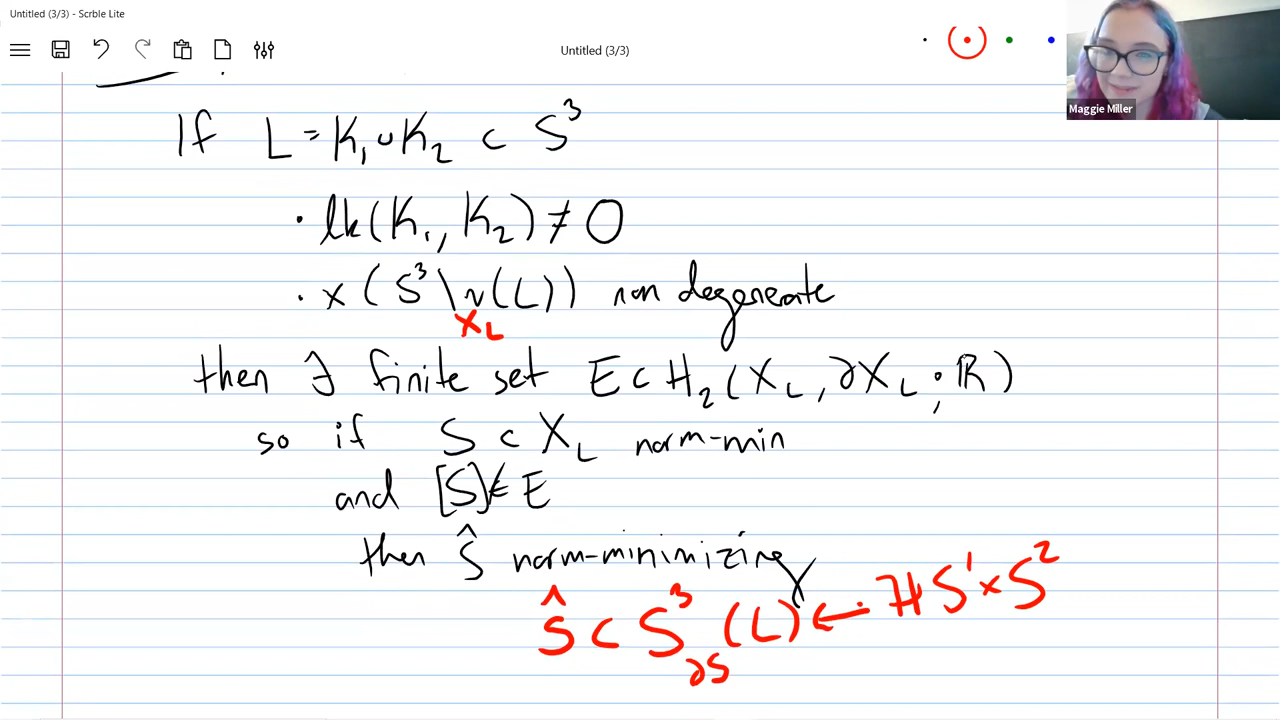 Untitled (3/3) - Scrble Lite
Untitled (3/3)
Maggie Miller
If L = K₁ ∪ K₂ ⊂ S³
· lk(K₁, K₂) ≠ 0
· x(S³ \ ν(L)) non degenerate
X_L
then ∃ finite set E ⊂ H₂(X_L, ∂X_L; ℝ)
so if S ⊂ X_L norm-min
and [S] ∉ E
then Ŝ norm-minimizing
Ŝ ⊂ S³_∂S (L) ← H S¹ × S²